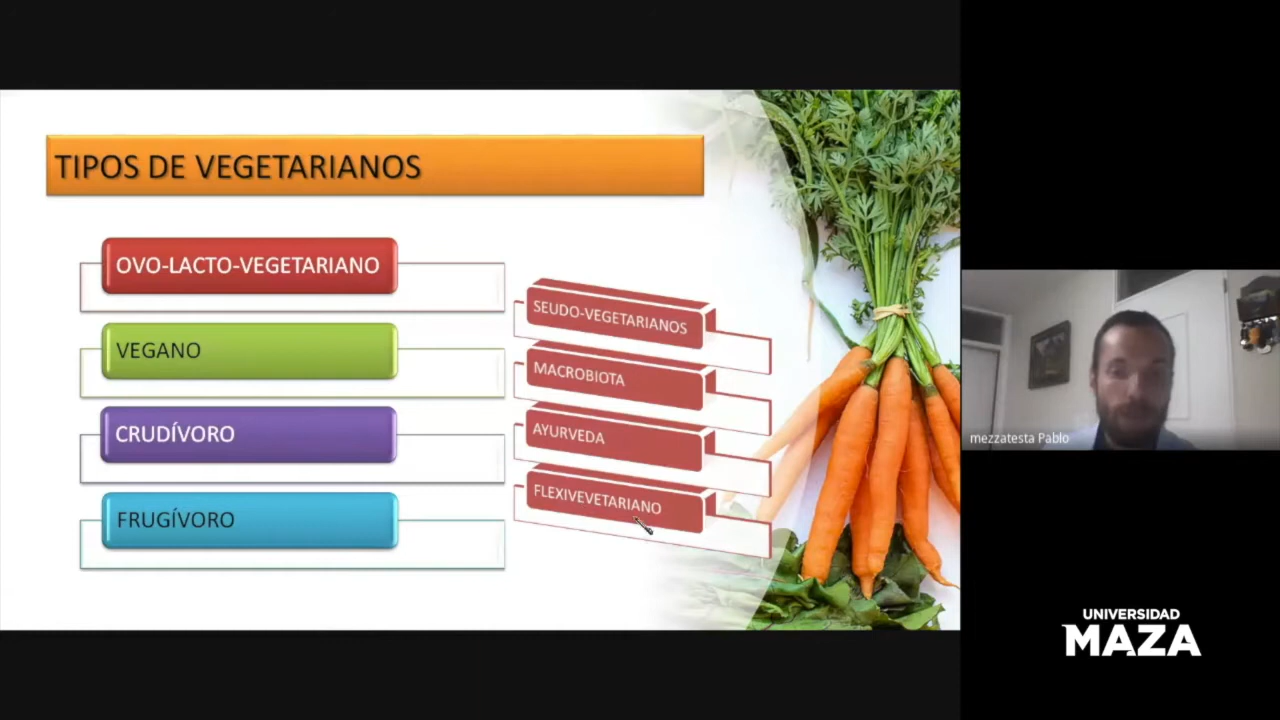 TIPOS DE VEGETARIANOS
OVO-LACTO-VEGETARIANO
VEGANO
CRUDÍVORO
FRUGÍVORO
SEUDO-VEGETARIANOS
MACROBIOTA
AYURVEDA
FLEXIVEVETARIANO
mezzatesta Pablo
UNIVERSIDAD
MAZA